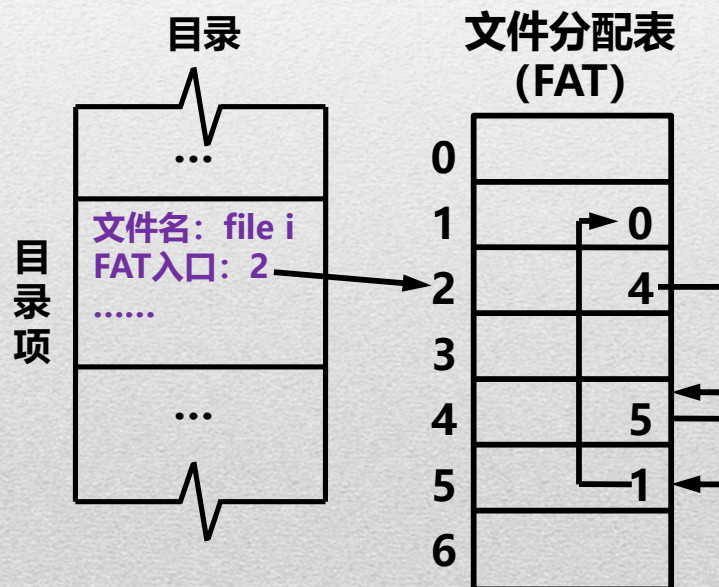 目录
...
文件名：file i
FAT入口：2
......
...
目
录
项
文件分配表
(FAT)
0
1 0
2 4
3
4 5
5 1
6